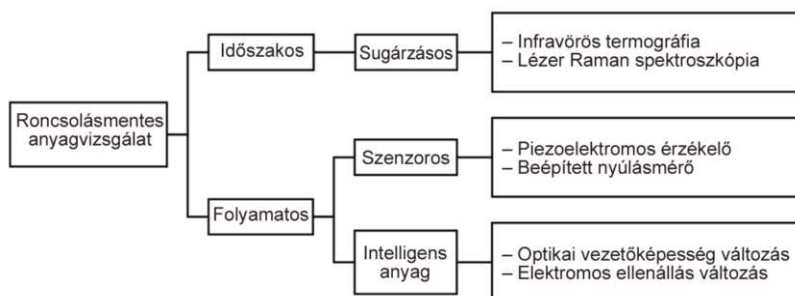 Roncsolásmentes
anyagvizsgálat
Időszakos
Sugárzásos
– Infravörös termográfia
– Lézer Raman spektroszkópia
Folyamatos
Szenzoros
– Piezoelektromos érzékelő
– Beépített nyúlásmérő
Intelligens
anyag
– Optikai vezetőképesség változás
– Elektromos ellenállás változás